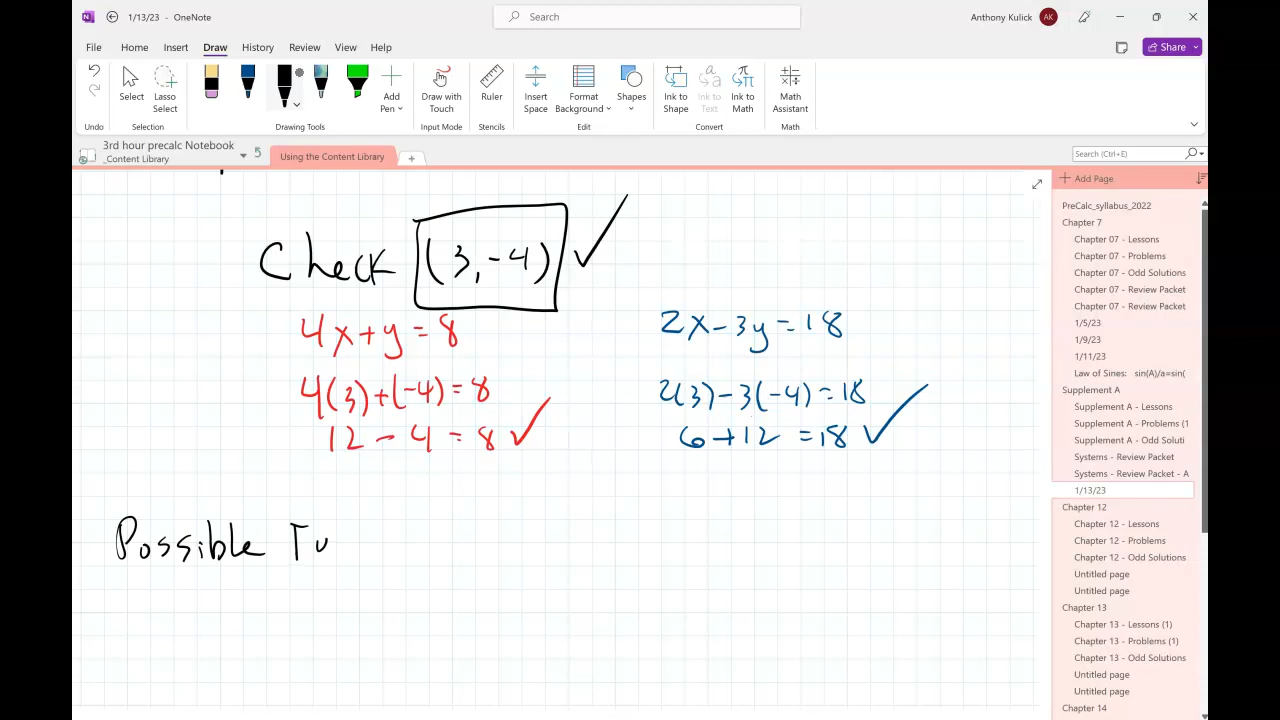 1/13/23 - OneNote
Search
Anthony Kulick
AK
File Home Insert Draw History Review View Help
Share
Undo
Select
Lasso Select
Selection
Drawing Tools
Add Pen
Draw with Touch
Input Mode
Ruler
Stencils
Insert Space
Format Background
Shapes
Edit
Ink to Shape
Ink to Text
Ink to Math
Convert
Math Assistant
Math
3rd hour precalc Notebook
_Content Library
Using the Content Library
Search (Ctrl+E)
Check (3,-4) ✓
4x+y=8
4(3)+(-4)=8
12-4=8 ✓
2x-3y=18
2(3)-3(-4)=18
6+12=18 ✓
Possible Tu
Add Page
PreCalc_syllabus_2022
Chapter 7
Chapter 07 - Lessons
Chapter 07 - Problems
Chapter 07 - Odd Solutions
Chapter 07 - Review Packet
Chapter 07 - Review Packet
1/5/23
1/9/23
1/11/23
Law of Sines: sin(A)/a=sin(
Supplement A
Supplement A - Lessons
Supplement A - Problems (1
Supplement A - Odd Soluti
Systems - Review Packet
Systems - Review Packet - A
1/13/23
Chapter 12
Chapter 12 - Lessons
Chapter 12 - Problems
Chapter 12 - Odd Solutions
Untitled page
Untitled page
Chapter 13
Chapter 13 - Lessons (1)
Chapter 13 - Problems (1)
Chapter 13 - Odd Solutions
Untitled page
Untitled page
Chapter 14